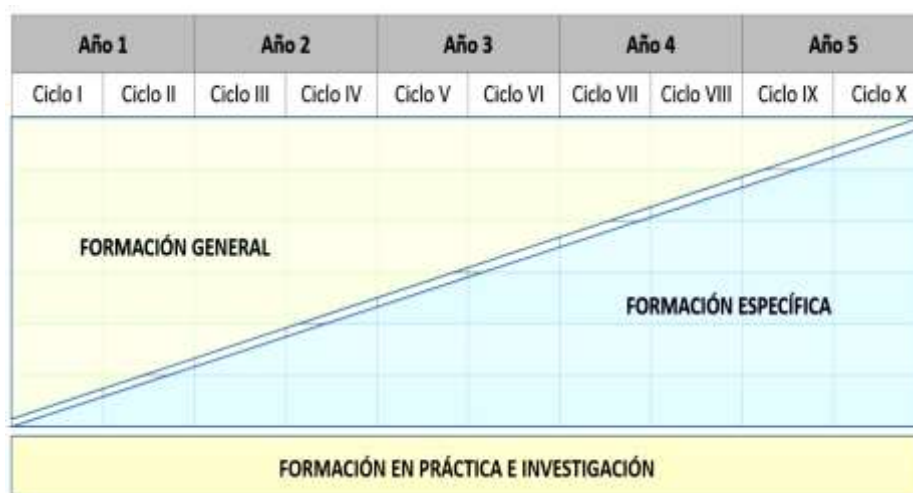 Año 1 Año 2 Año 3 Año 4 Año 5
Ciclo I Ciclo II Ciclo III Ciclo IV Ciclo V Ciclo VI Ciclo VII Ciclo VIII Ciclo IX Ciclo X
FORMACIÓN GENERAL
FORMACIÓN ESPECÍFICA
FORMACIÓN EN PRÁCTICA E INVESTIGACIÓN